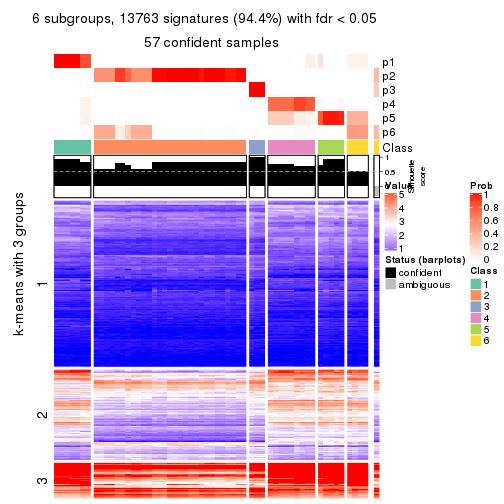 6 subgroups, 13763 signatures (94.4%) with fdr < 0.05
57 confident samples
p1
p2
p3
p4
p5
p6
Class
1
0.5
0
Silhouette
score
k-means with 3 groups
1
2
3
Value
5
4
3
2
1
Status (barplots)
confident
ambiguous
Prob
1
0.8
0.6
0.4
0.2
0
Class
1
2
3
4
5
6